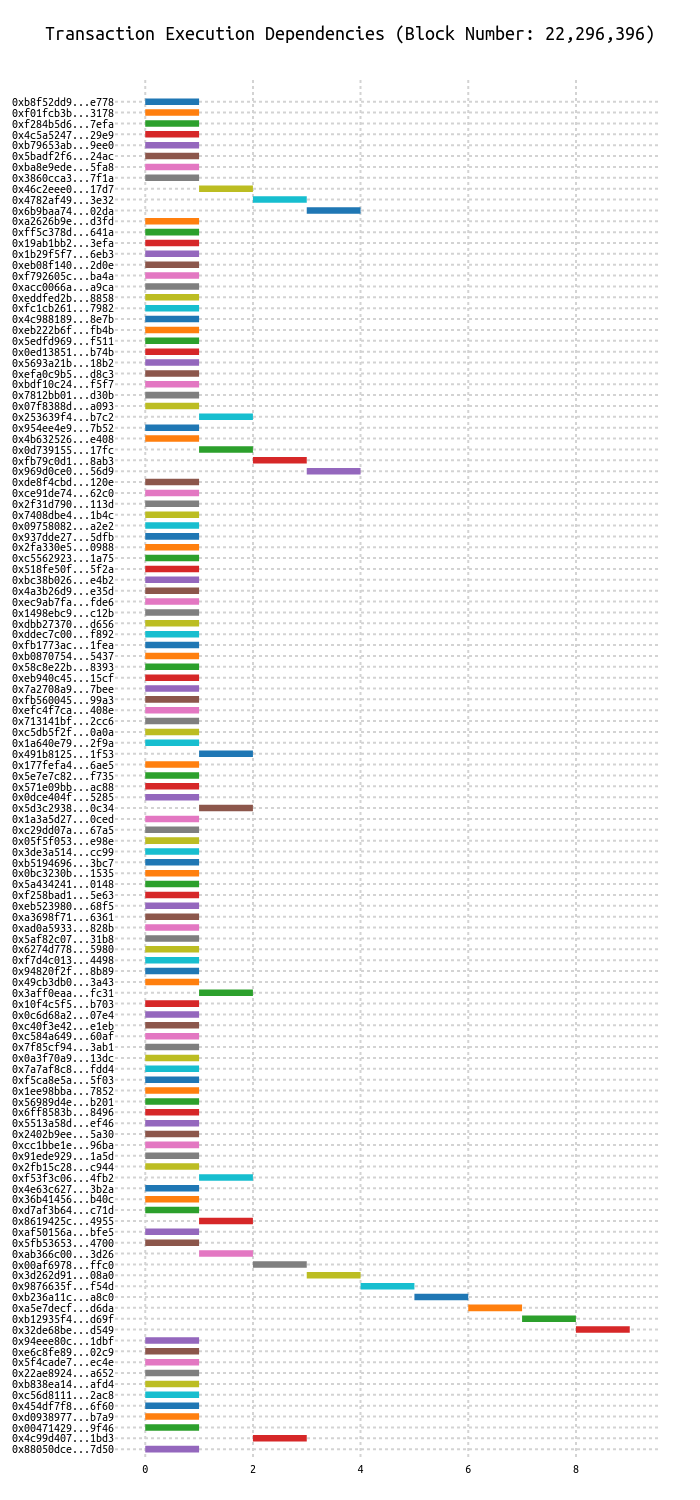 Transaction Execution Dependencies (Block Number: 22,296,396)
0xb8f52dd9...e778
0xf01fcb3b...3178
0xf284b5d6...7efa
0x4c5a5247...29e9
0xb79653ab...9ee0
0x5badf2f6...24ac
0xba8e9ede...5fa8
0x3860cca3...7f1a
0x46c2eee0...17d7
0x4782af49...3e32
0x6b9baa74...02da
0xa2626b9e...d3fd
0xff5c378d...641a
0x19ab1bb2...3efa
0x1b29f5f7...6eb3
0xeb08f140...2d0e
0xf792605c...ba4a
0xacc0066a...a9ca
0xeddfed2b...8858
0xfc1cb261...7982
0x4c988189...8e7b
0xeb222b6f...fb4b
0x5edfd969...f511
0x0ed13851...b74b
0x5693a21b...18b2
0xefa0c9b5...d8c3
0xbdf10c24...f5f7
0x7812bb01...d30b
0x07f8388d...a093
0x253639f4...b7c2
0x954ee4e9...7b52
0x4b632526...e408
0x0d739155...17fc
0xfb79c0d1...8ab3
0x969d0ce0...56d9
0xde8f4cbd...120e
0xce91de74...62c0
0x2f31d790...113d
0x7408dbe4...1b4c
0x09758082...a2e2
0x937dde27...5dfb
0x2fa330e5...0988
0xc5562923...1a75
0x518fe50f...5f2a
0xbc38b026...e4b2
0x4a3b26d9...e35d
0xec9ab7fa...fde6
0x1498ebc9...c12b
0xdbb27370...d656
0xddec7c00...f892
0xfb1773ac...1fea
0xb0870754...5437
0x58c8e22b...8393
0xeb940c45...15cf
0x7a2708a9...7bee
0xfb560045...99a3
0xefc4f7ca...408e
0x713141bf...2cc6
0xc5db5f2f...0a0a
0x1a640e79...2f9a
0x491b8125...1f53
0x177fefa4...6ae5
0x5e7e7c82...f735
0x571e09bb...ac88
0x0dce404f...5285
0x5d3c2938...0c34
0x1a3a5d27...0ced
0xc29dd07a...67a5
0x05f5f053...e98e
0x3de3a514...cc99
0xb5194696...3bc7
0x0bc3230b...1535
0x5a434241...0148
0xf258bad1...5e63
0xeb523980...68f5
0xa3698f71...6361
0xad0a5933...828b
0x5af82c07...31b8
0x6274d778...5980
0xf7d4c013...4498
0x94820f2f...8b89
0x49cb3db0...3a43
0x3aff0eaa...fc31
0x10f4c5f5...b703
0x0c6d68a2...07e4
0xc40f3e42...e1eb
0xc584a649...60af
0x7f85cf94...3ab1
0x0a3f70a9...13dc
0x7a7af8c8...fdd4
0xf5ca8e5a...5f03
0x1ee98bba...7852
0x56989d4e...b201
0x6ff8583b...8496
0x5513a58d...ef46
0x2402b9ee...5a30
0xcc1bbe1e...96ba
0x91ede929...1a5d
0x2fb15c28...c944
0xf53f3c06...4fb2
0x4e63c627...3b2a
0x36b41456...b40c
0xd7af3b64...c71d
0x8619425c...4955
0xaf50156a...bfe5
0x5fb53653...4700
0xab366c00...3d26
0x00af6978...ffc0
0x3d262d91...08a0
0x9876635f...f54d
0xb236a11c...a8c0
0xa5e7decf...d6da
0xb12935f4...d69f
0x32de68be...d549
0x94eee80c...1dbf
0xe6c8fe89...02c9
0x5f4cade7...ec4e
0x22ae8924...a652
0xb838ea14...afd4
0xc56d8111...2ac8
0x454df7f8...6f60
0xd0938977...b7a9
0x00471429...9f46
0x4c99d407...1bd3
0x88050dce...7d50
0 2 4 6 8